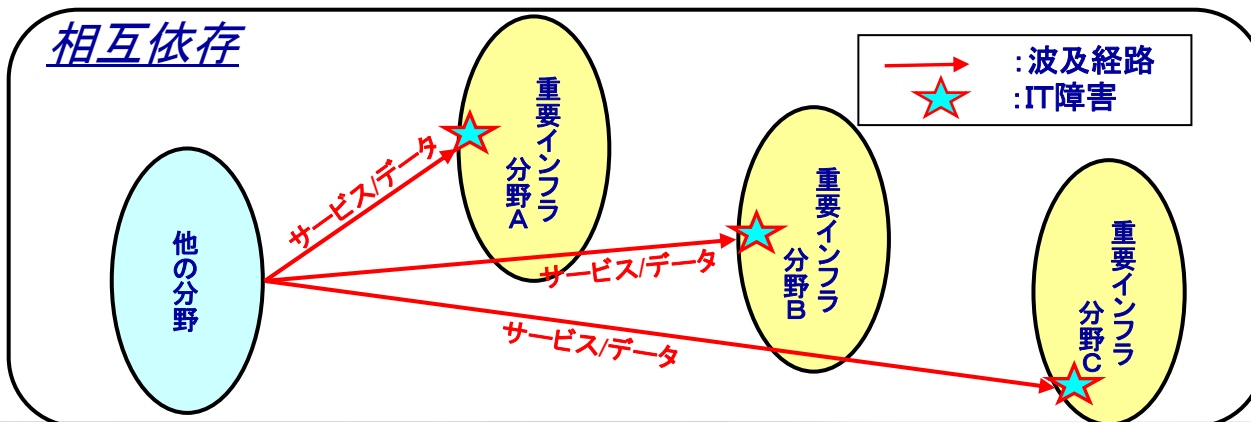 相互依存
：波及経路
：IT障害
重要インフラ
分野A
サービス/データ
重要インフラ
分野B
サービス/データ
他の分野
重要インフラ
分野C
サービス/データ